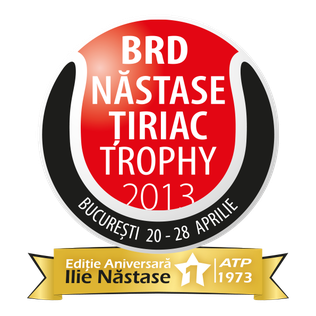 BRD
NĂSTASE
ȚIRIAC
TROPHY
2013
BUCUREȘTI 20 - 28 APRILIE
Ediție Aniversară
Ilie Năstase
1
ATP
1973